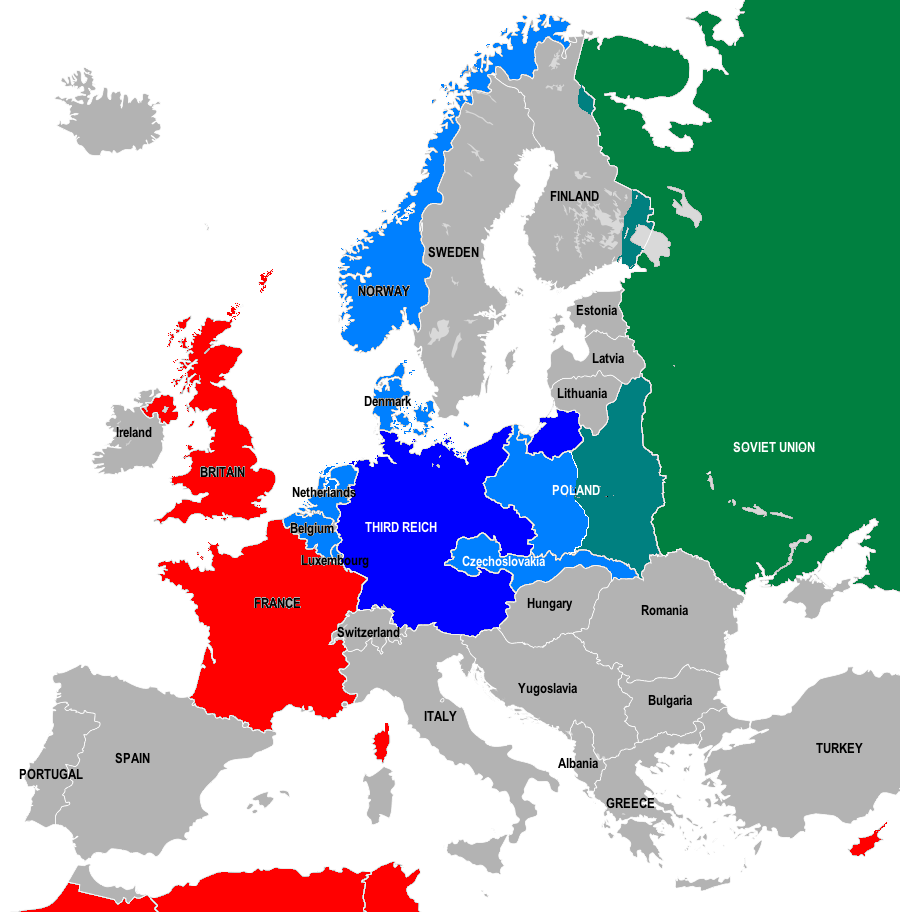 FINLAND
SWEDEN
NORWAY
Estonia
Latvia
Lithuania
Denmark
Ireland
SOVIET UNION
BRITAIN
Netherlands
POLAND
THIRD REICH
Belgium
Luxembourg
Czechoslovakia
FRANCE
Hungary
Romania
Switzerland
Yugoslavia
Bulgaria
ITALY
TURKEY
SPAIN
Albania
PORTUGAL
GREECE